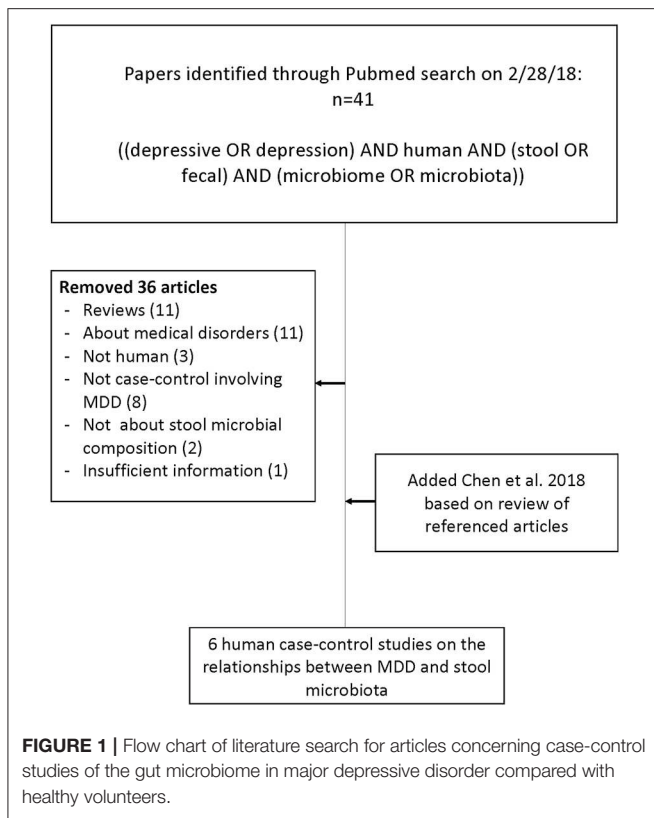 Papers identified through Pubmed search on 2/28/18:
n=41
((depressive OR depression) AND human AND (stool OR
fecal) AND (microbiome OR microbiota))
Removed 36 articles
- Reviews (11)
- About medical disorders (11)
- Not human (3)
- Not case-control involving
MDD (8)
- Not about stool microbial
composition (2)
- Insufficient information (1)
Added Chen et al. 2018
based on review of
referenced articles
6 human case-control studies on the
relationships between MDD and stool
microbiota
FIGURE 1 | Flow chart of literature search for articles concerning case-control
studies of the gut microbiome in major depressive disorder compared with
healthy volunteers.